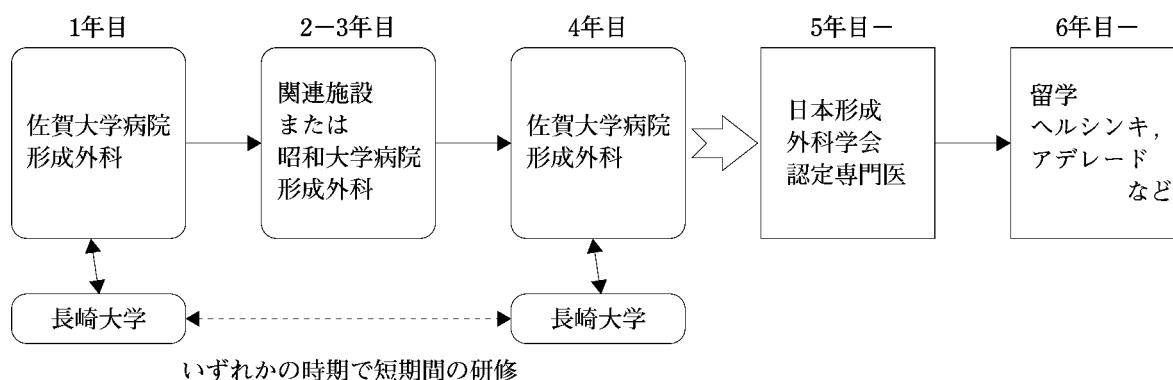 1年目
2−3年目
4年目
5年目−
6年目−
佐賀大学病院
形成外科
関連施設
または
昭和大学病院
形成外科
佐賀大学病院
形成外科
日本形成
外科学会
認定専門医
留学
ヘルシンキ,
アデレード
など
長崎大学
長崎大学
いずれかの時期で短期間の研修